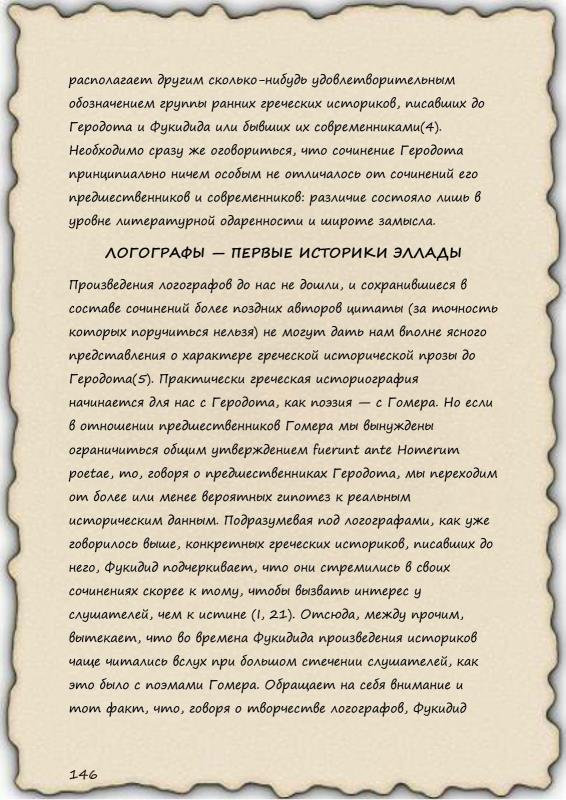 располагает другим сколько-нибудь удовлетворительным
обозначением группы ранних греческих историков, писавших до
Геродота и Фукидида или бывших их современниками(4).
Необходимо сразу же оговориться, что сочинение Геродота
принципиально ничем особым не отличалось от сочинений его
предшественников и современников: различие состояло лишь в
уровне литературной одаренности и широте замысла.
ЛОГОГРАФЫ — ПЕРВЫЕ ИСТОРИКИ ЭЛЛАДЫ
Произведения логографов до нас не дошли, и сохранившиеся в
составе сочинений более поздних авторов цитаты (за точность
которых поручиться нельзя) не могут дать нам вполне ясного
представления о характере греческой исторической прозы до
Геродота(5). Практически греческая историография
начинается для нас с Геродота, как поэзия — с Гомера. Но если
в отношении предшественников Гомера мы вынуждены
ограничиться общим утверждением fuerunt ante Homerum
poetae, то, говоря о предшественниках Геродота, мы переходим
от более или менее вероятных гипотез к реальным
историческим данным. Подразумевая под логографами, как уже
говорилось выше, конкретных греческих историков, писавших до
него, Фукидид подчеркивает, что они стремились в своих
сочинениях скорее к тому, чтобы вызвать интерес у
слушателей, чем к истине (I, 21). Отсюда, между прочим,
вытекает, что во времена Фукидида произведения историков
чаще читались вслух при большом стечении слушателей, как
это было с поэмами Гомера. Обращает на себя внимание и
тот факт, что, говоря о творчестве логографов, Фукидид
146